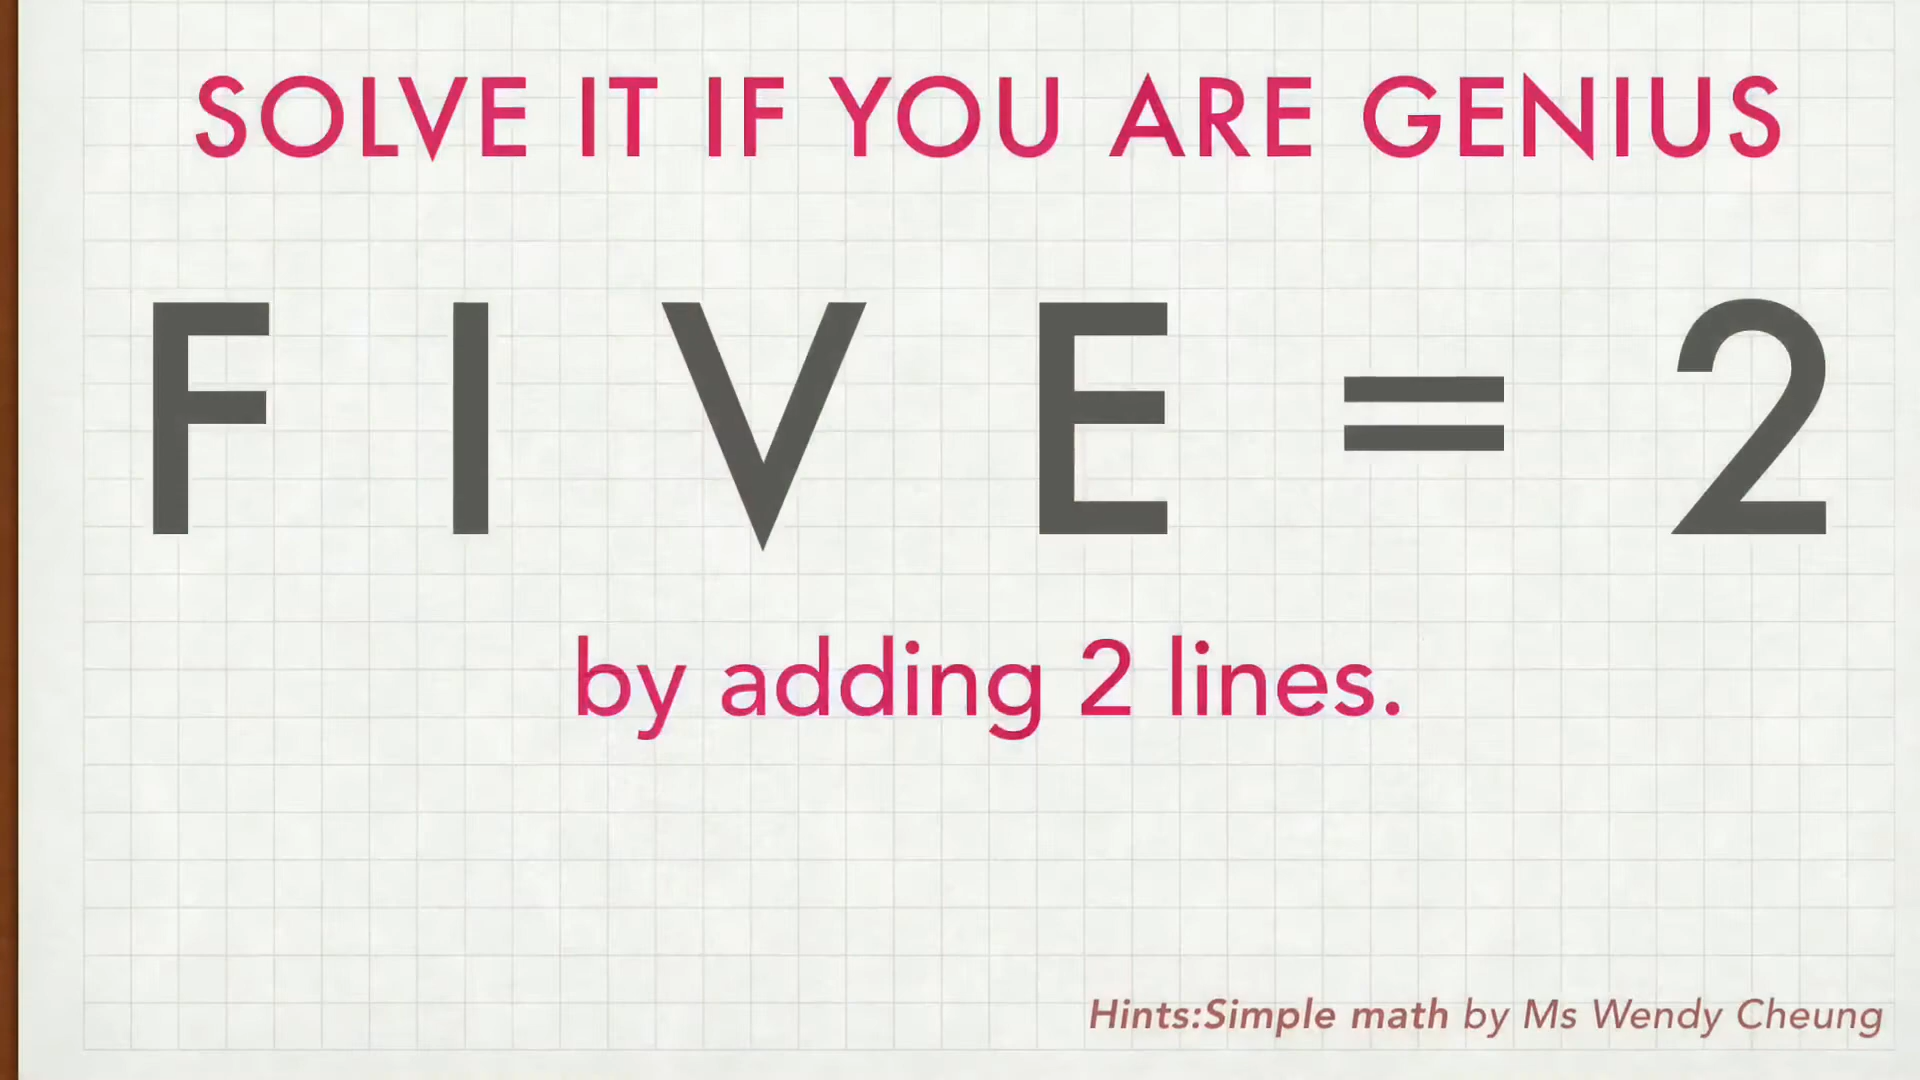 SOLVE IT IF YOU ARE GENIUS
F I V E = 2
by adding 2 lines.
Hints:Simple math by Ms Wendy Cheung